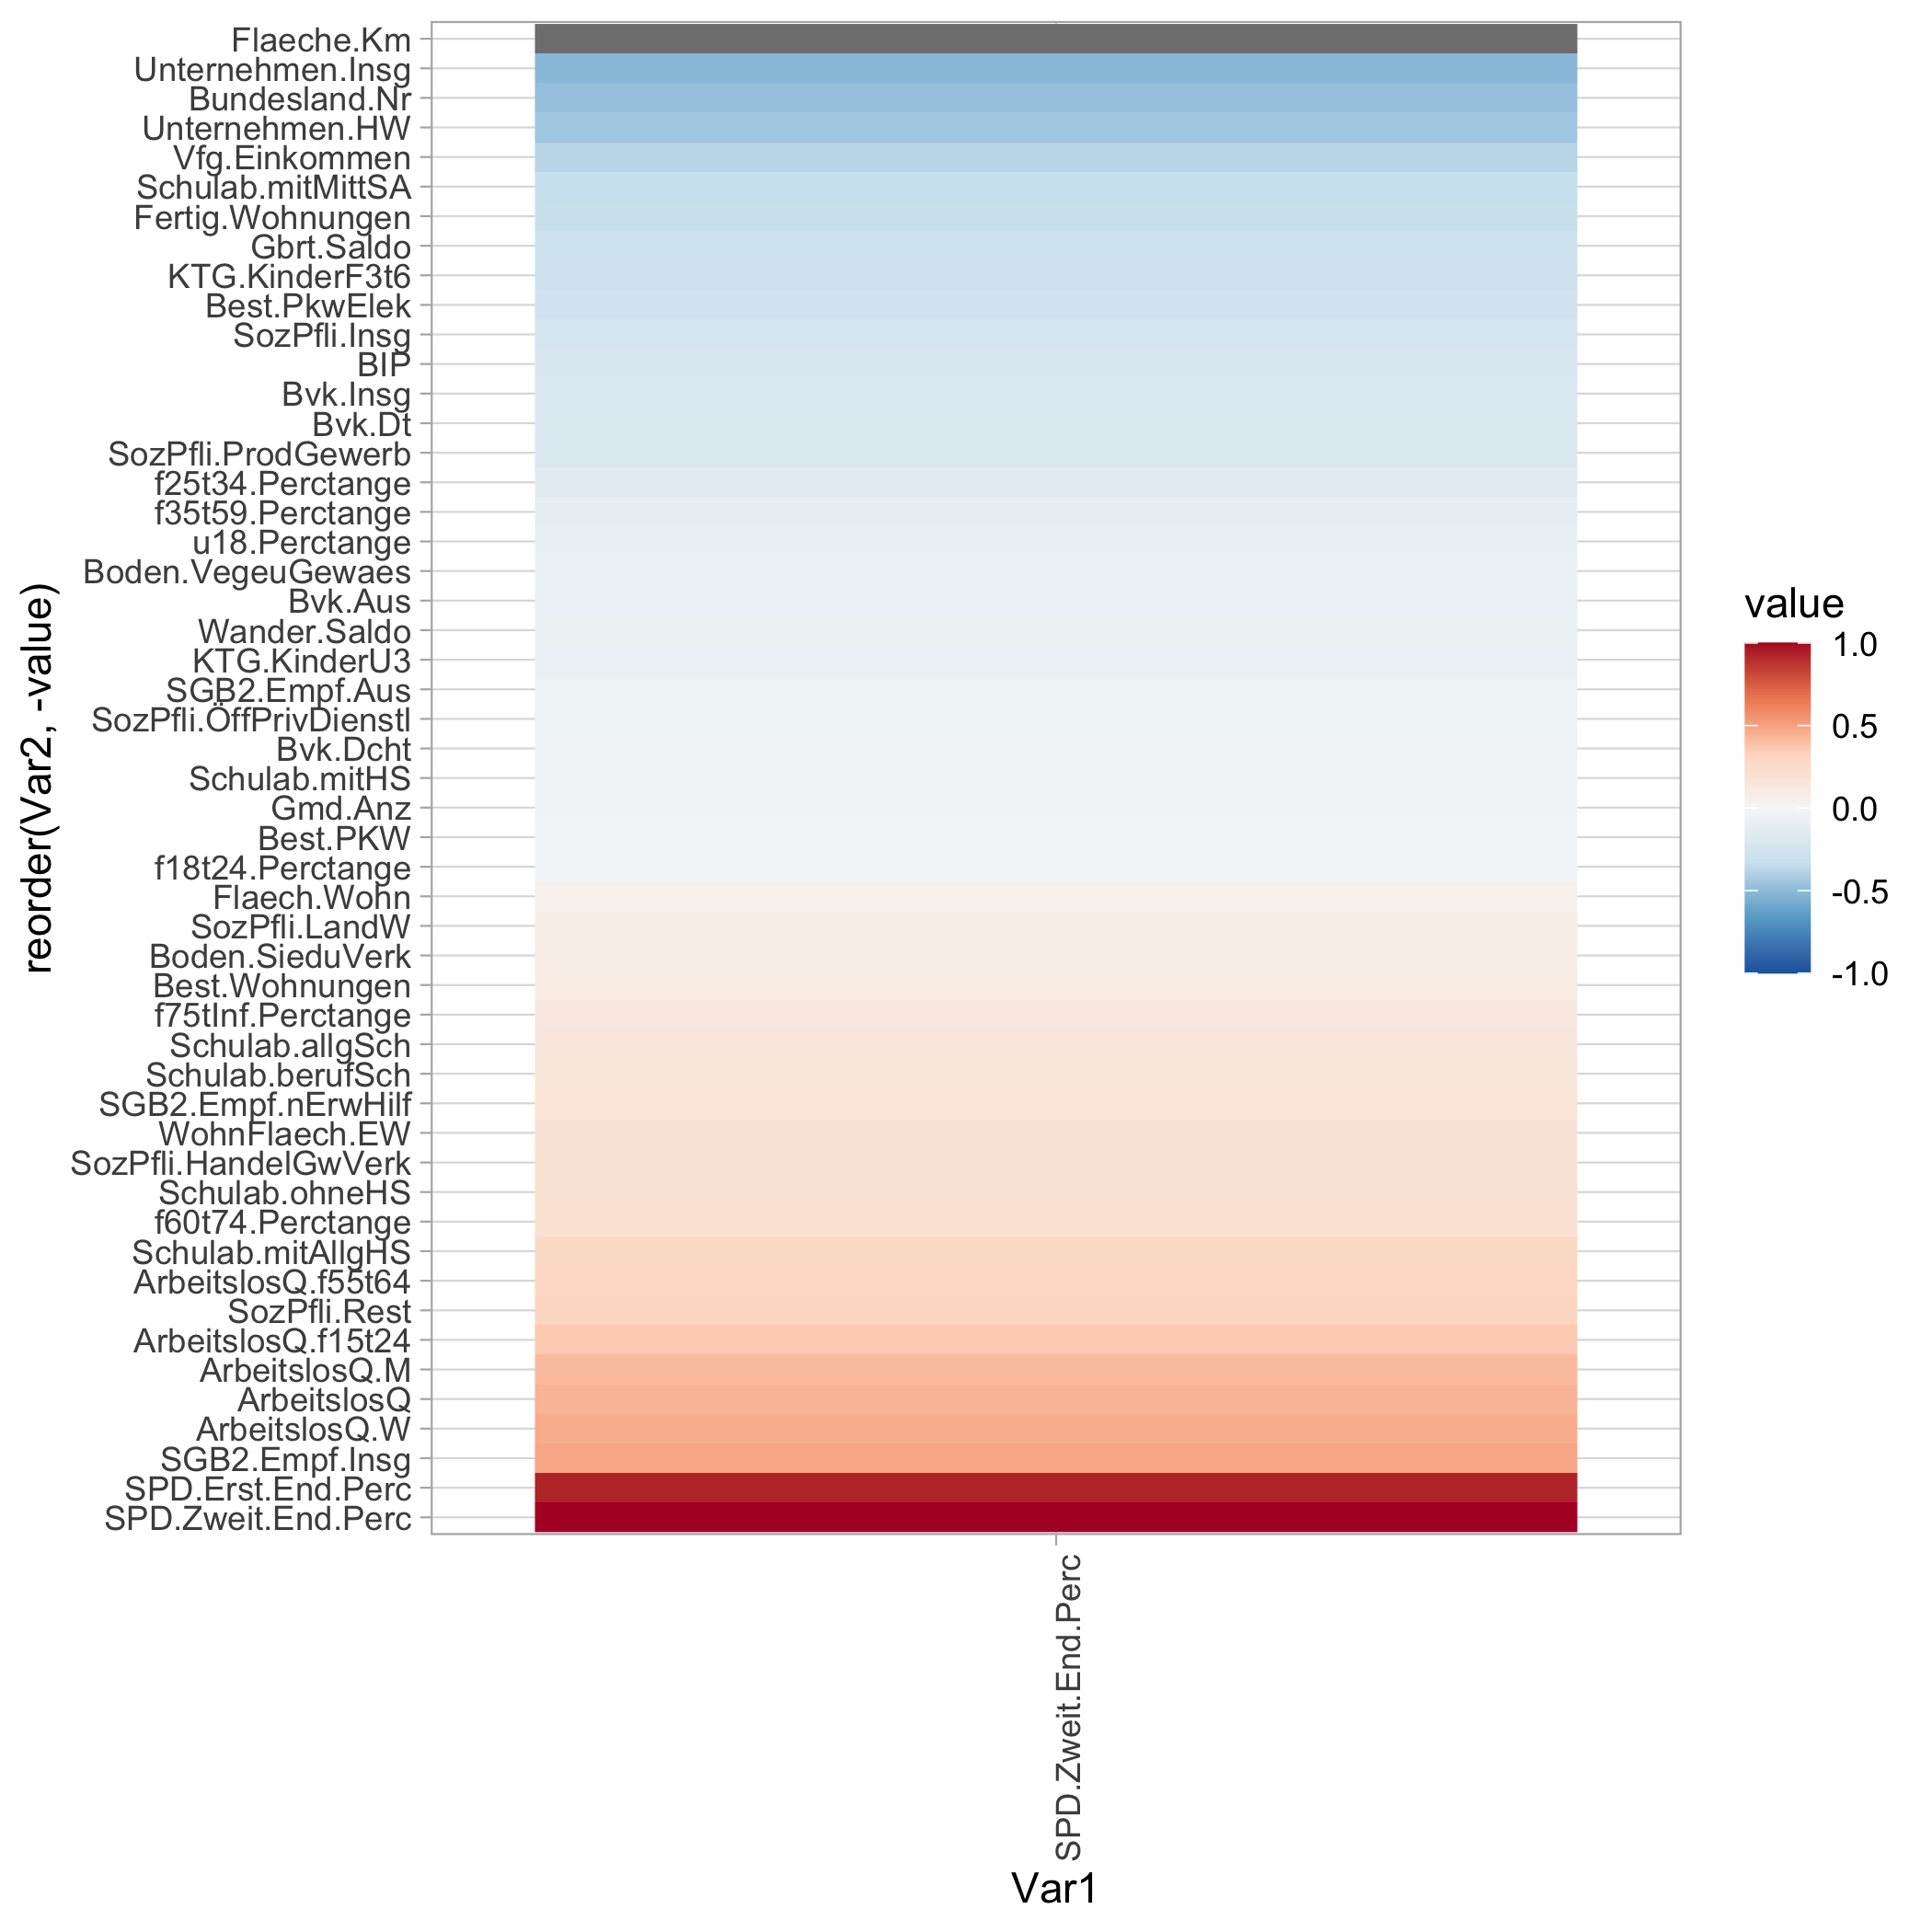 Flaeche.Km
Unternehmen.Insg
Bundesland.Nr
Unternehmen.HW
Vfg.Einkommen
Schulab.mitMittSA
Fertig.Wohnungen
Gbrt.Saldo
KTG.KinderF3t6
Best.PkwElek
SozPfli.Insg
BIP
Bvk.Insg
Bvk.Dt
SozPfli.ProdGewerb
f25t34.Perctange
f35t59.Perctange
u18.Perctange
Boden.VegeuGewaes
Bvk.Aus
Wander.Saldo
KTG.KinderU3
SGB2.Empf.Aus
SozPfli.ÖffPrivDienstl
Bvk.Dcht
Schulab.mitHS
Gmd.Anz
Best.PKW
f18t24.Perctange
Flaech.Wohn
SozPfli.LandW
Boden.SieduVerk
Best.Wohnungen
f75tInf.Perctange
Schulab.allgSch
Schulab.berufSch
SGB2.Empf.nErwHilf
WohnFlaech.EW
SozPfli.HandelGwVerk
Schulab.ohneHS
f60t74.Perctange
Schulab.mitAllgHS
ArbeitslosQ.f55t64
SozPfli.Rest
ArbeitslosQ.f15t24
ArbeitslosQ.M
ArbeitslosQ
ArbeitslosQ.W
SGB2.Empf.Insg
SPD.Erst.End.Perc
SPD.Zweit.End.Perc
reorder(Var2, -value)
SPD.Zweit.End.Perc
Var1
value
1.0
0.5
0.0
-0.5
-1.0